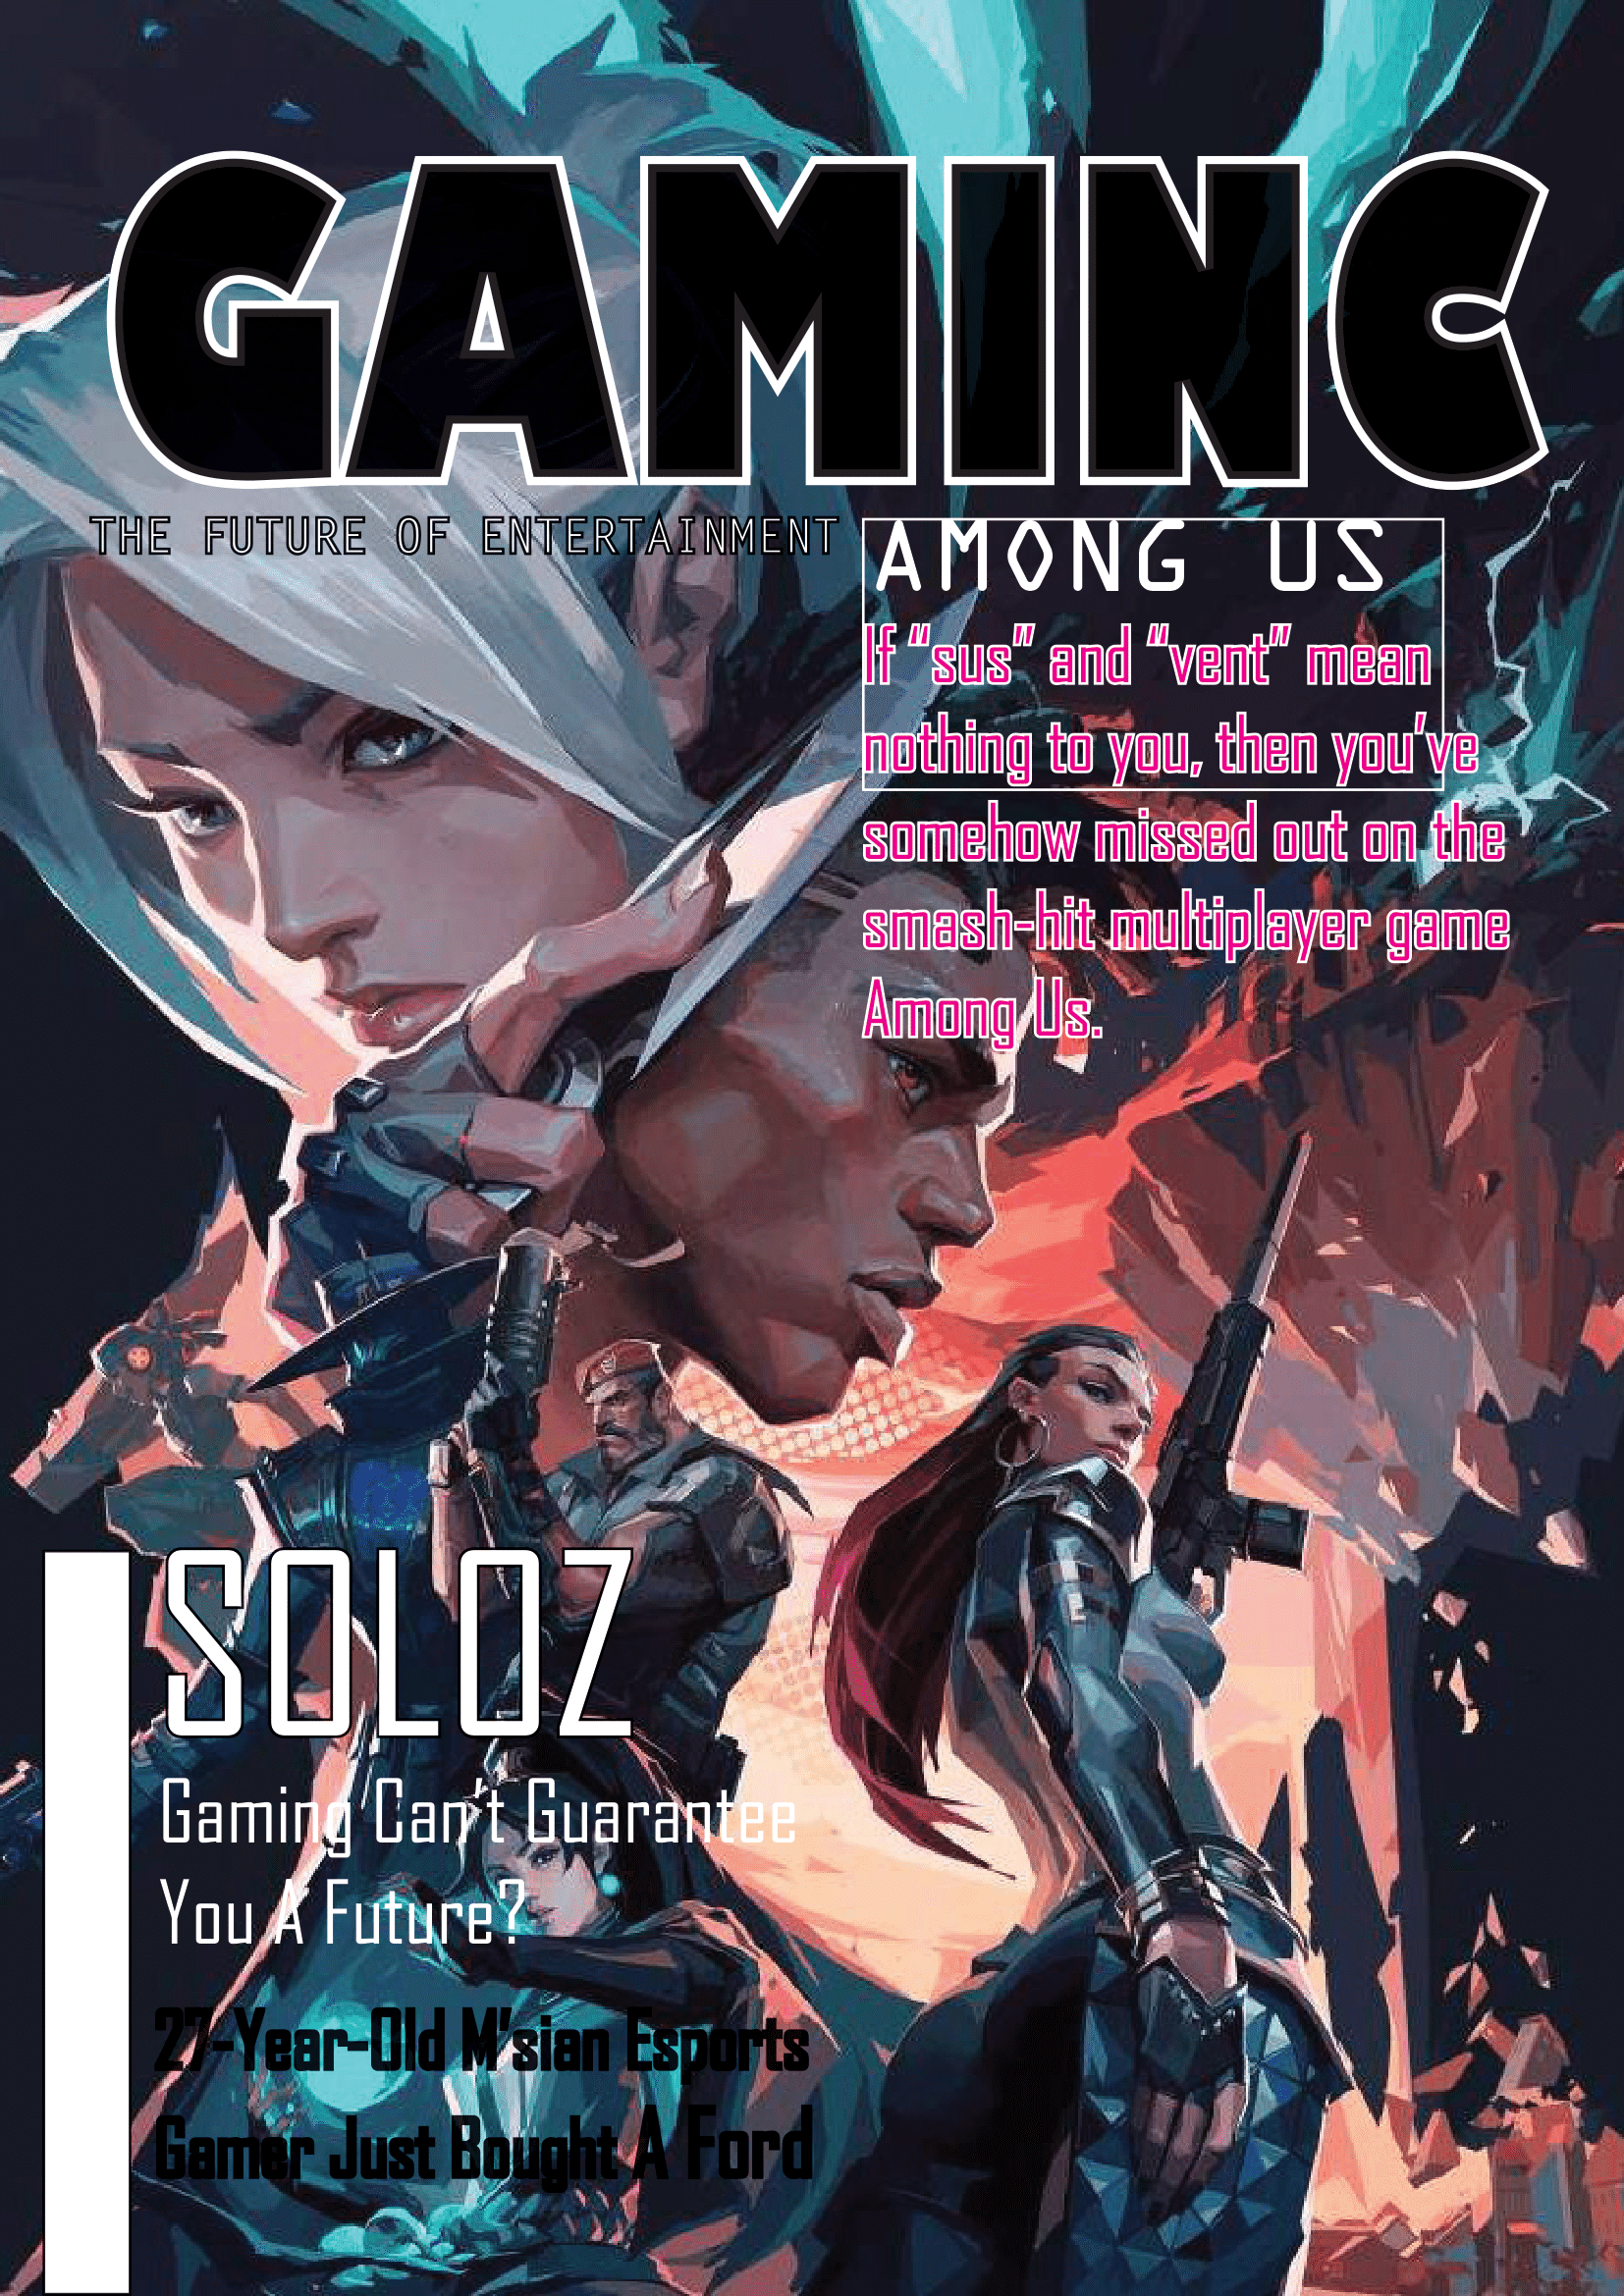 GAMINC
THE FUTURE OF ENTERTAINMENT
AMONG US
If “sus” and “vent” mean
nothing to you, then you’ve
somehow missed out on the
smash-hit multiplayer game
Among Us.
SOLOZ
Gaming Can’t Guarantee
You A Future?
27-Year-Old M’sian Esports
Gamer Just Bought A Ford